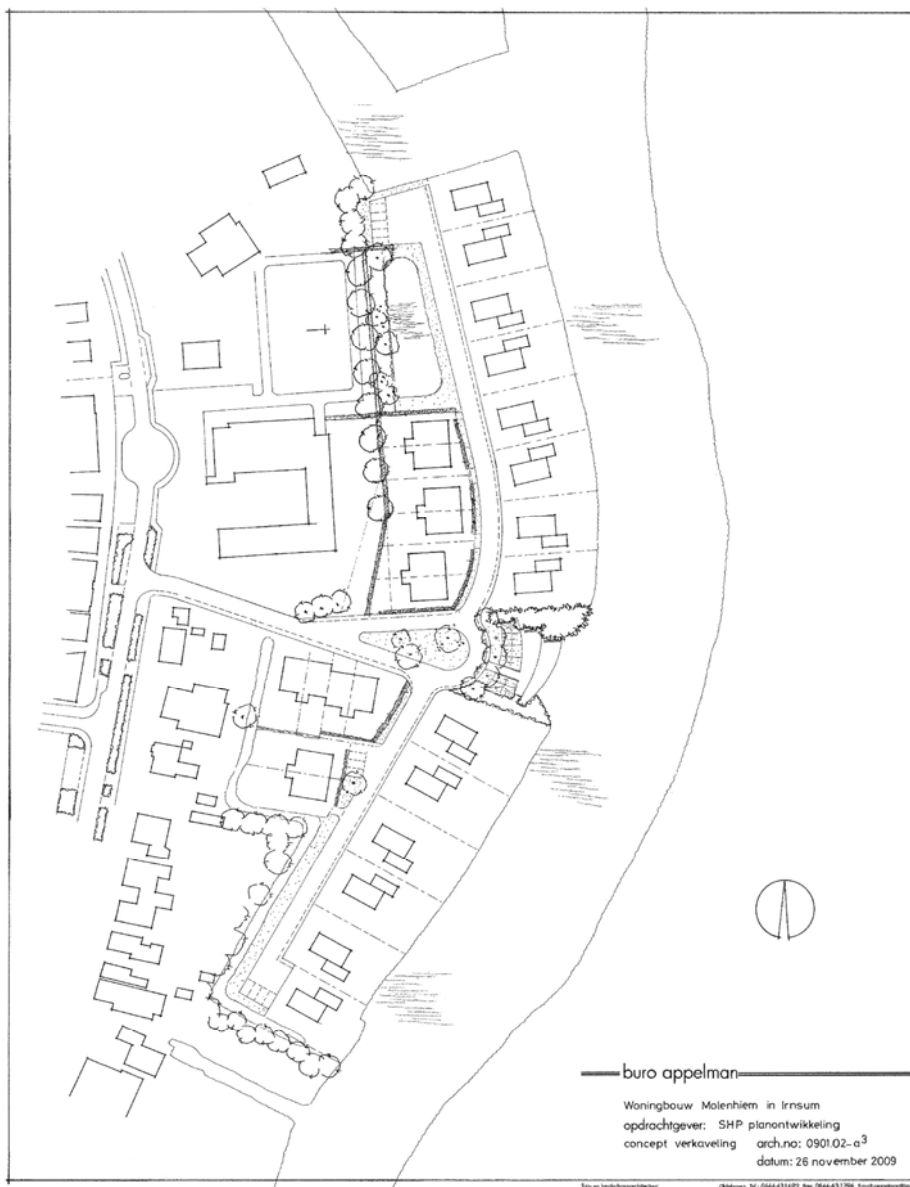 buro appelman
Woningbouw Molenhiem in Irnsum
opdrachtgever: SHP planontwikkeling
concept verkaveling arch.no: 0901.02-a³
datum: 26 november 2009